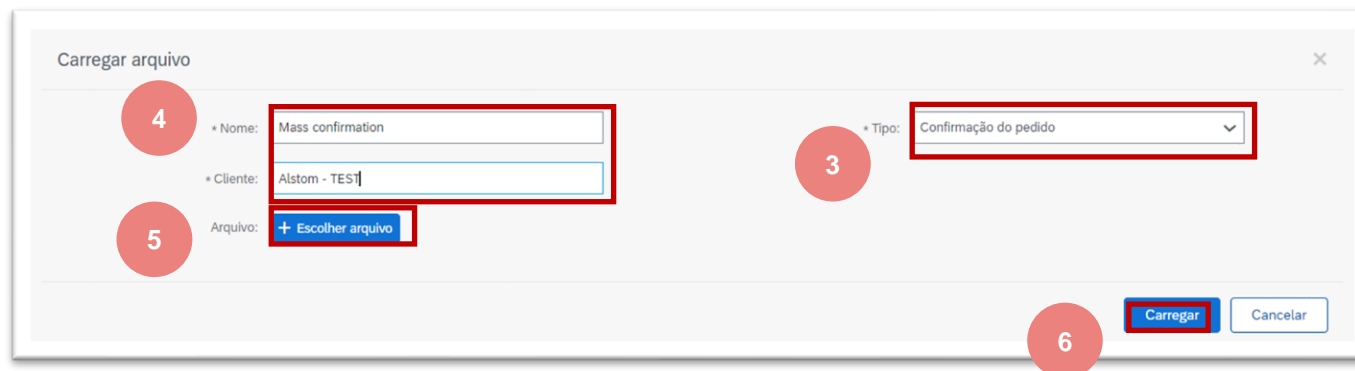 Carregar arquivo
4
* Nome: Mass confirmation
* Tipo: Confirmação do pedido
3
* Cliente: Alstom - TEST
5
Arquivo: + Escolher arquivo
Carregar Cancelar
6